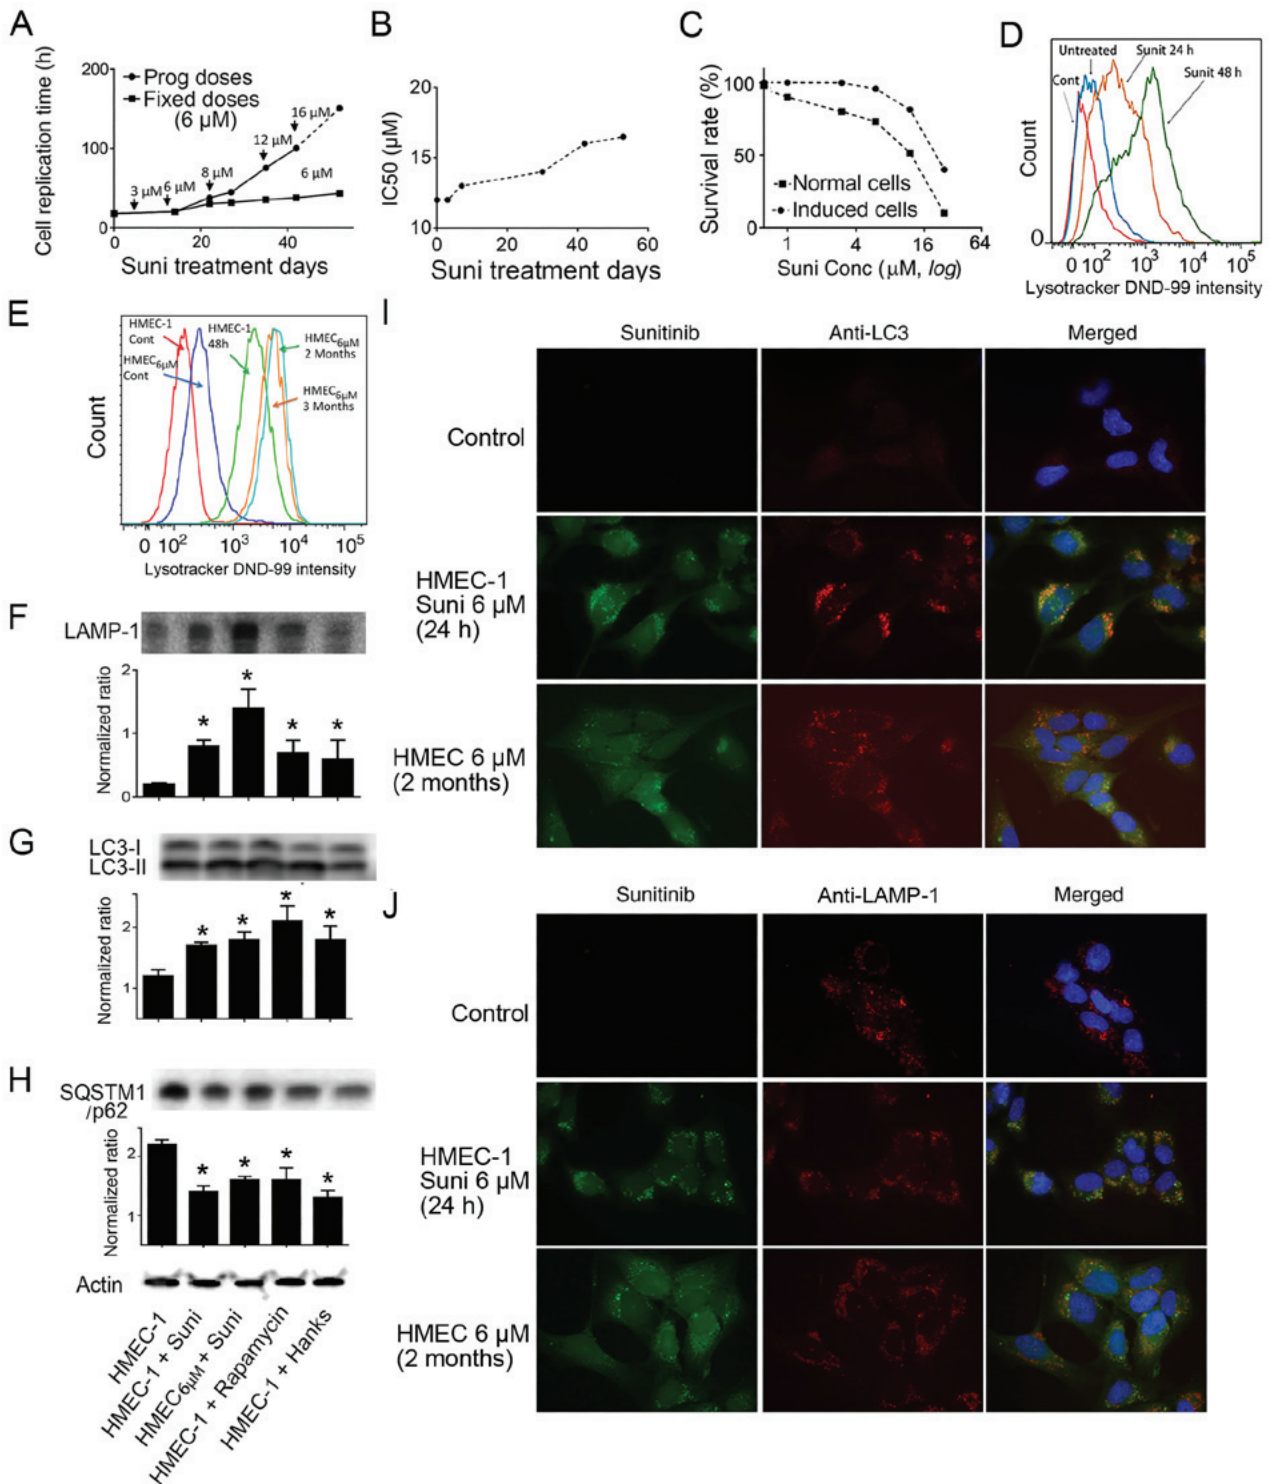 A
Cell replication time (h)
200
100
0
Prog doses
Fixed doses
(6 µM)
3 µM
6 µM
8 µM
12 µM
16 µM
6 µM
0 20 40
Suni treatment days
B
IC50 (µM)
20
15
10
0 20 40 60
Suni treatment days
C
Survival rate (%)
100
50
0
Normal cells
Induced cells
1 4 16 64
Suni Conc (µM, log)
D
Count
0
Untreated
Cont
Sunit 24 h
Sunit 48 h
0 10² 10³ 10⁴ 10⁵
Lysotracker DND-99 intensity
E
Count
HMEC-1
Cont
HMEC6µM
Cont
HMEC-1
48h
HMEC6µM
2 Months
HMEC6µM
3 Months
0 10² 10³ 10⁴ 10⁵
Lysotracker DND-99 intensity
F
LAMP-1
Normalized ratio
2
1
0
* * * *
G
LC3-I
LC3-II
Normalized ratio
2
1
* * * *
H
SQSTM1
/p62
Normalized ratio
2
1
* * * *
Actin
HMEC-1
HMEC-1 + Suni
HMEC6µM + Suni
HMEC-1 + Rapamycin
HMEC-1 + Hanks
I
Sunitinib Anti-LC3 Merged
Control
HMEC-1
Suni 6 µM
(24 h)
HMEC 6 µM
(2 months)
J
Sunitinib Anti-LAMP-1 Merged
Control
HMEC-1
Suni 6 µM
(24 h)
HMEC 6 µM
(2 months)